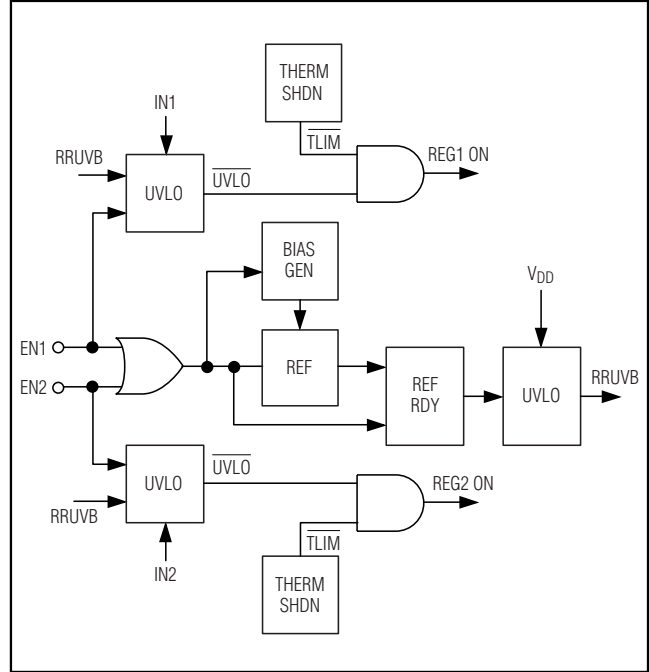 THERM
SHDN
IN1
TLIM
RRUVB
UVLO
UVLO
REG1 ON
BIAS
GEN
VDD
EN1
EN2
REF
REF
RDY
UVLO
RRUVB
UVLO
UVLO
REG2 ON
RRUVB
TLIM
IN2
THERM
SHDN